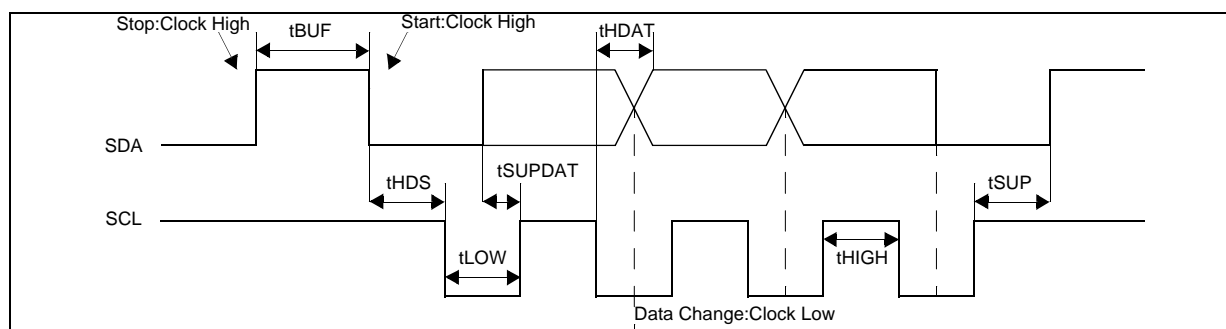 Stop:Clock High
tBUF
Start:Clock High
tHDAT
SDA
tHDS
tSUPDAT
tSUP
SCL
tLOW
tHIGH
Data Change:Clock Low